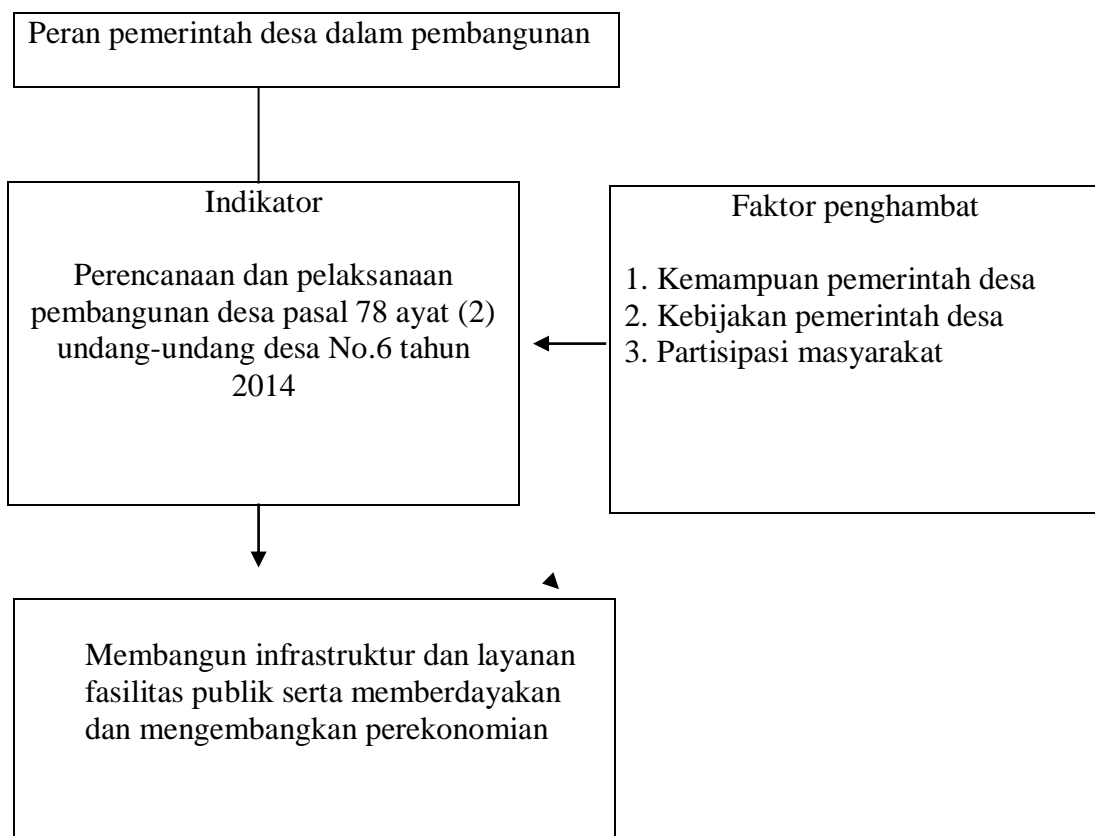 Peran pemerintah desa dalam pembangunan
Indikator
Perencanaan dan pelaksanaan
pembangunan desa pasal 78 ayat (2)
undang-undang desa No.6 tahun
2014
Faktor penghambat
1. Kemampuan pemerintah desa
2. Kebijakan pemerintah desa
3. Partisipasi masyarakat
Membangun infrastruktur dan layanan
fasilitas publik serta memberdayakan
dan mengembangkan perekonomian